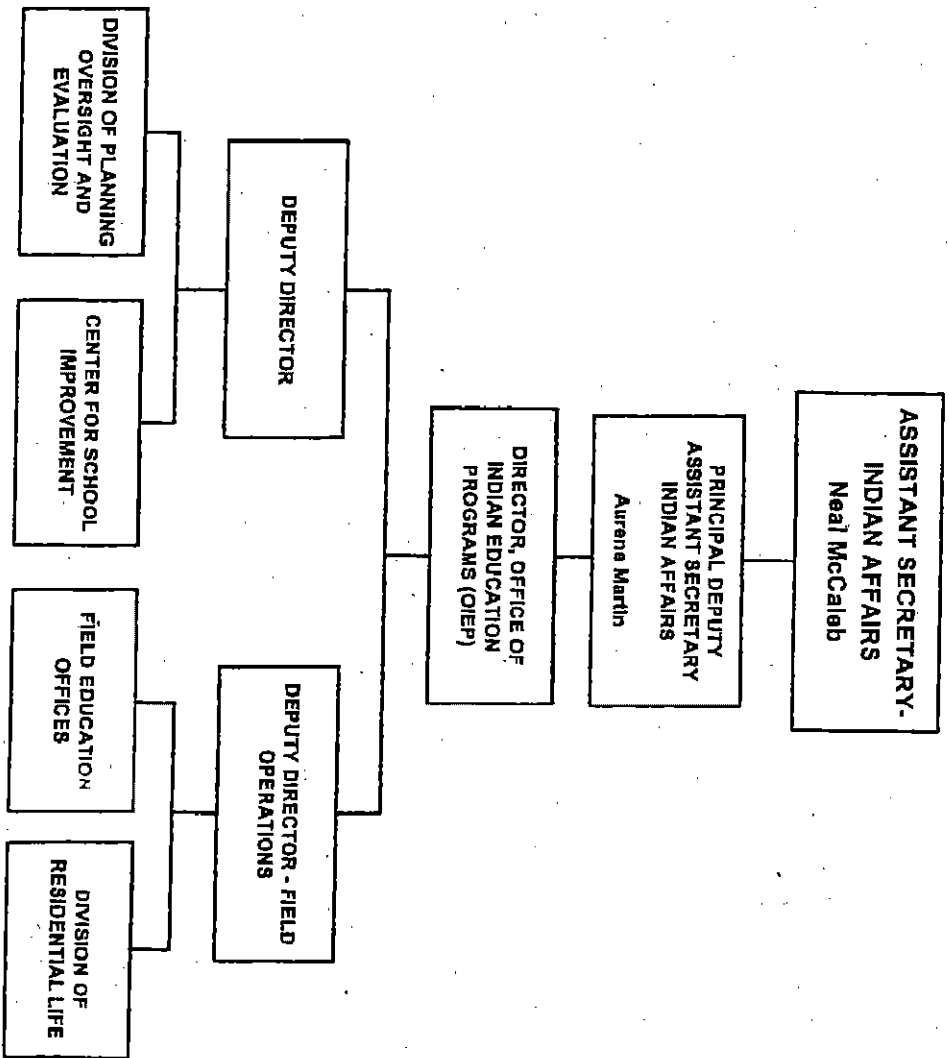 ASSISTANT SECRETARY-
INDIAN AFFAIRS
Neal McCaleb
PRINCIPAL DEPUTY
ASSISTANT SECRETARY
INDIAN AFFAIRS
Aurene Martin
DIRECTOR, OFFICE OF
INDIAN EDUCATION
PROGRAMS (OIEP)
DEPUTY DIRECTOR
DEPUTY DIRECTOR - FIELD
OPERATIONS
DIVISION OF PLANNING
OVERSIGHT AND
EVALUATION
CENTER FOR SCHOOL
IMPROVEMENT
FIELD EDUCATION
OFFICES
DIVISION OF
RESIDENTIAL LIFE